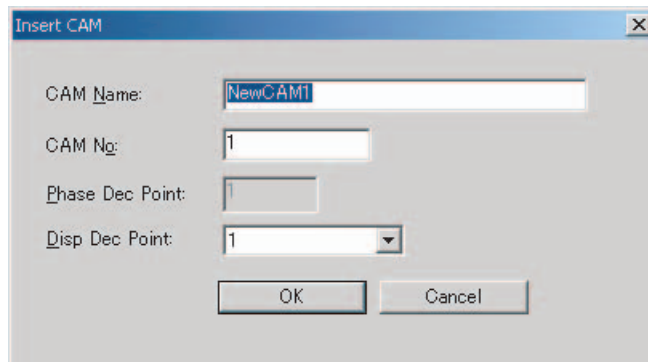 Insert CAM
CAM Name: NewCAM1
CAM No: 1
Phase Dec Point: 1
Disp Dec Point: 1
OK Cancel